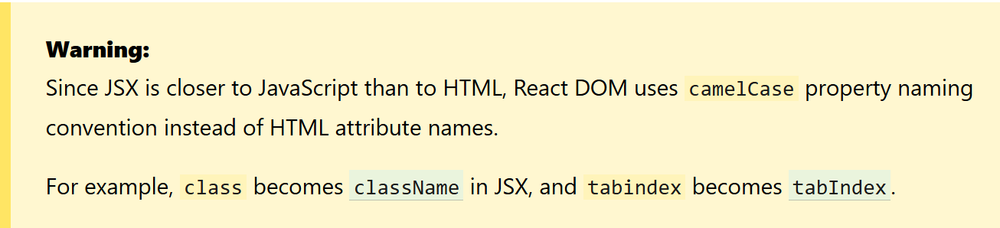 Warning:
Since JSX is closer to JavaScript than to HTML, React DOM uses camelCase property naming
convention instead of HTML attribute names.
For example, class becomes className in JSX, and tabindex becomes tabIndex.